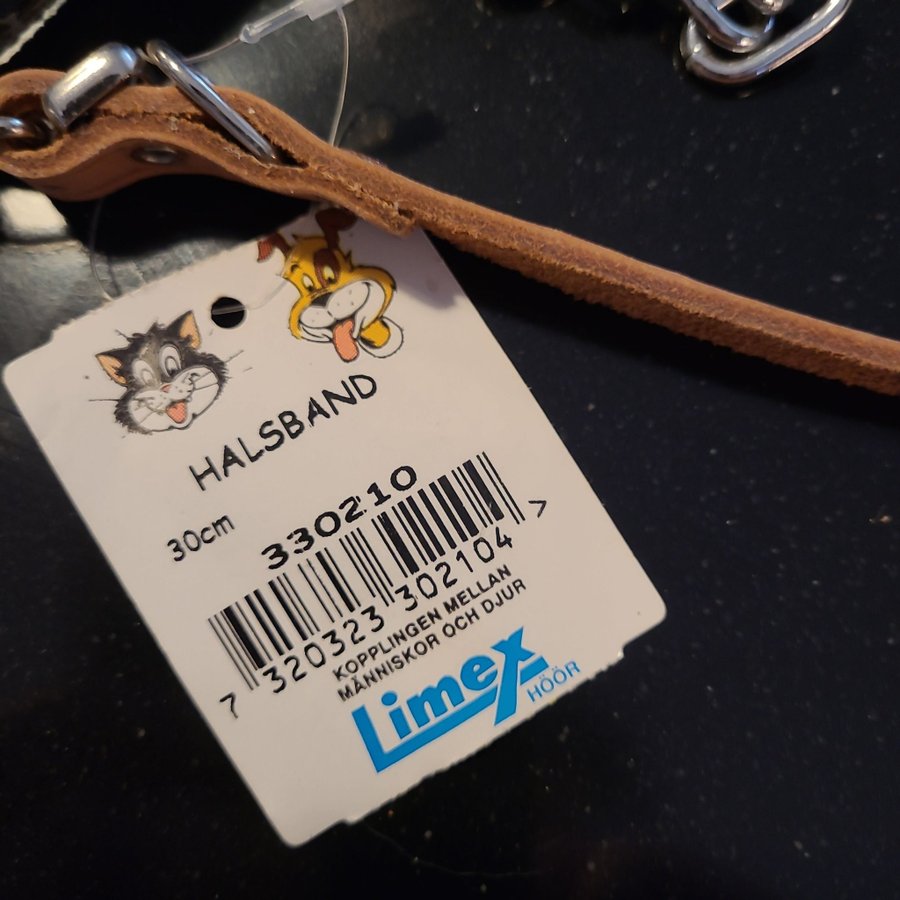 HALSBAND
30cm
330210
7 320323 302104 >
KOPPLINGEN MELLAN
MÄNNISKOR OCH DJUR
Limex
HÖÖR